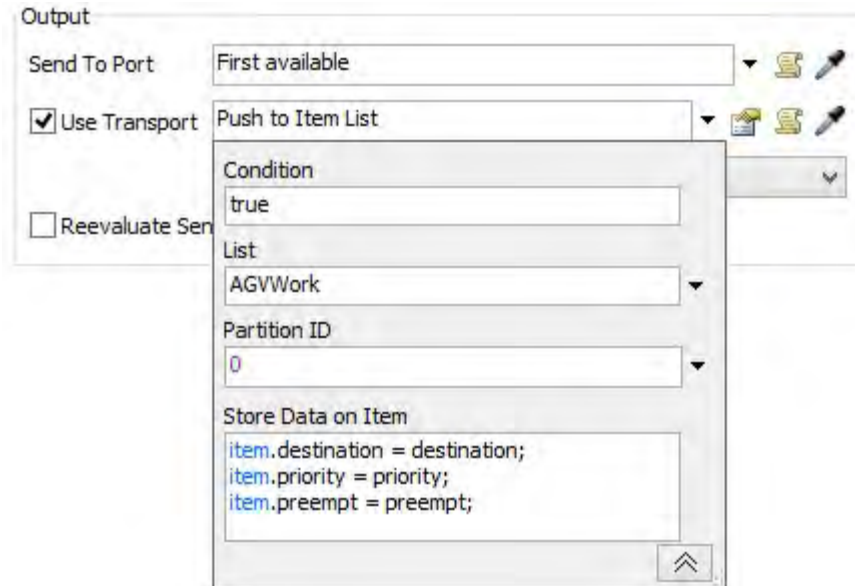 Output
Send To Port First available
Use Transport Push to Item List
Condition
true
Reevaluate Sen
List
AGVWork
Partition ID
0
Store Data on Item
item.destination = destination;
item.priority = priority;
item.preempt = preempt;